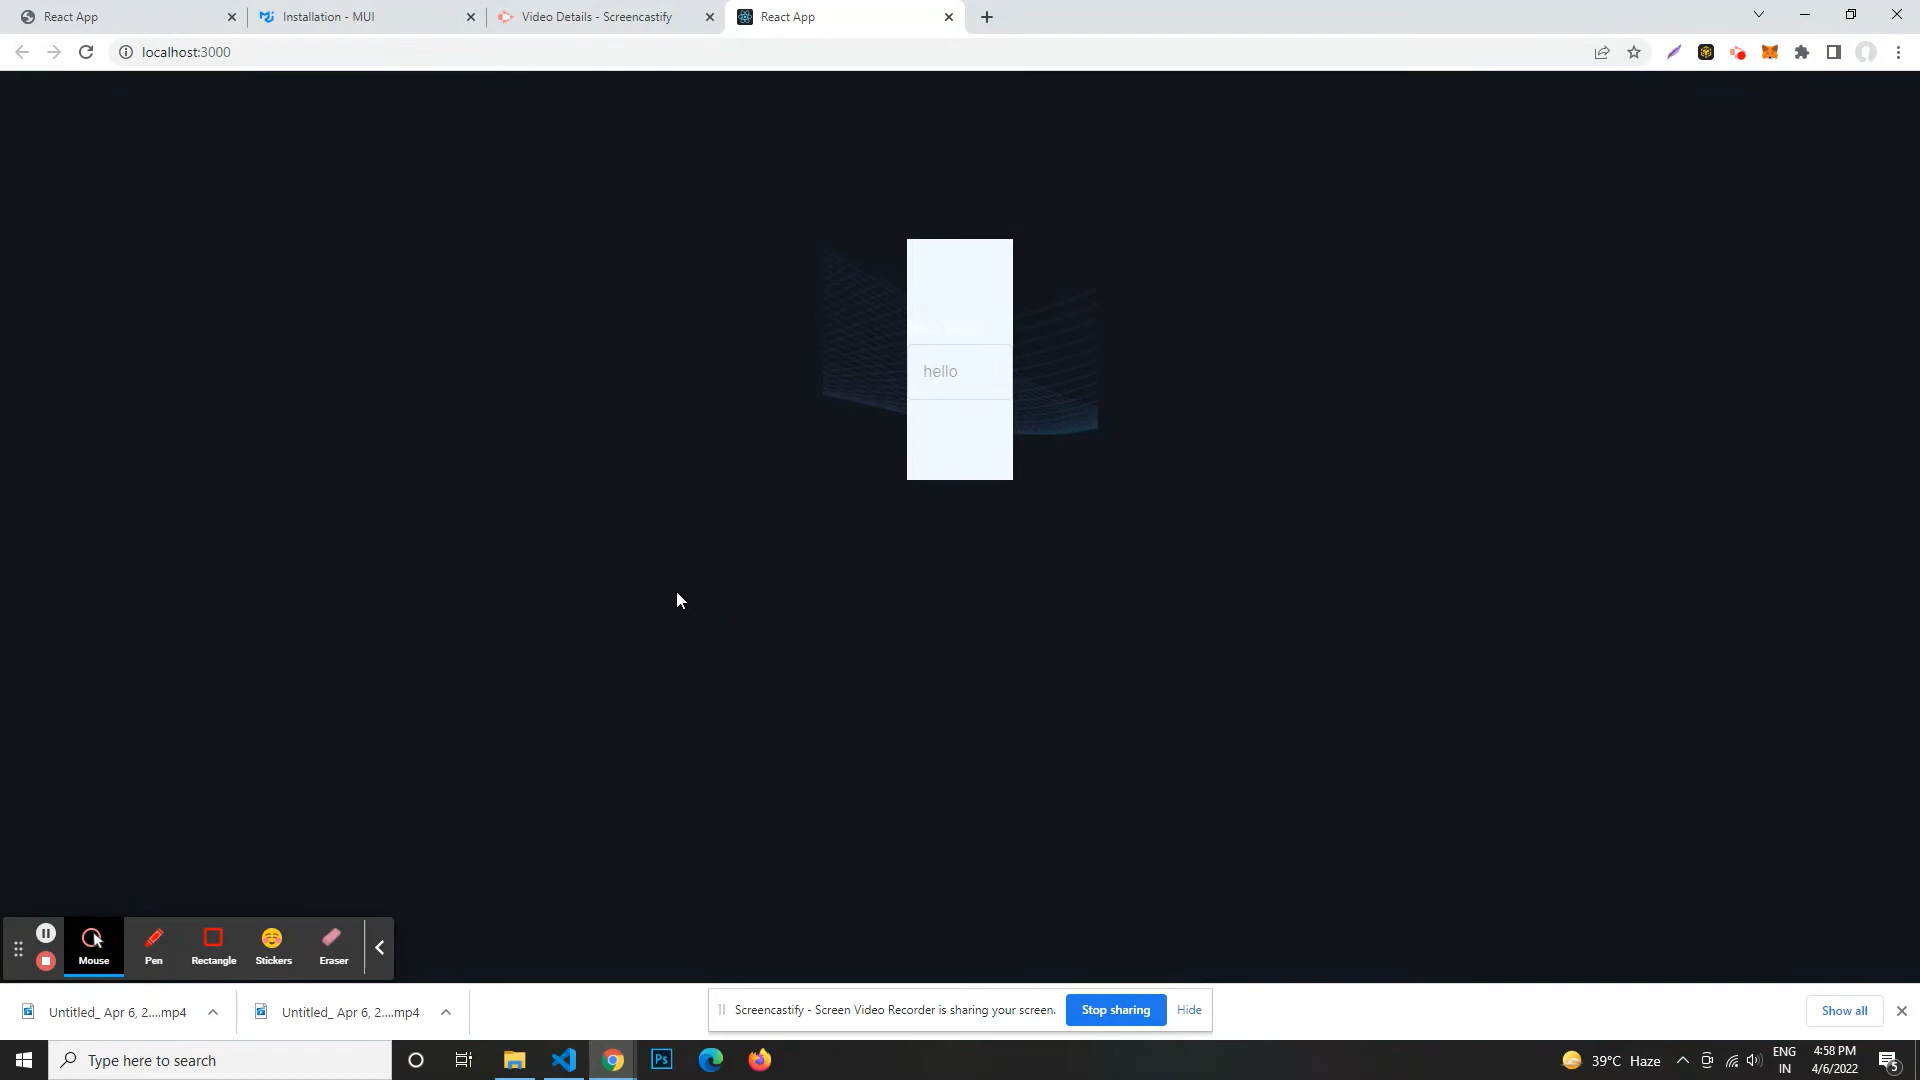 React App
Installation - MUI
Video Details - Screencastify
React App
localhost:3000
hello
Mouse
Pen
Rectangle
Stickers
Eraser
Untitled_ Apr 6, 2....mp4
Untitled_ Apr 6, 2....mp4
Screencastify - Screen Video Recorder is sharing your screen.
Stop sharing
Hide
Show all
Type here to search
Ps
39°C Haze
ENG
IN
4:58 PM
4/6/2022
5